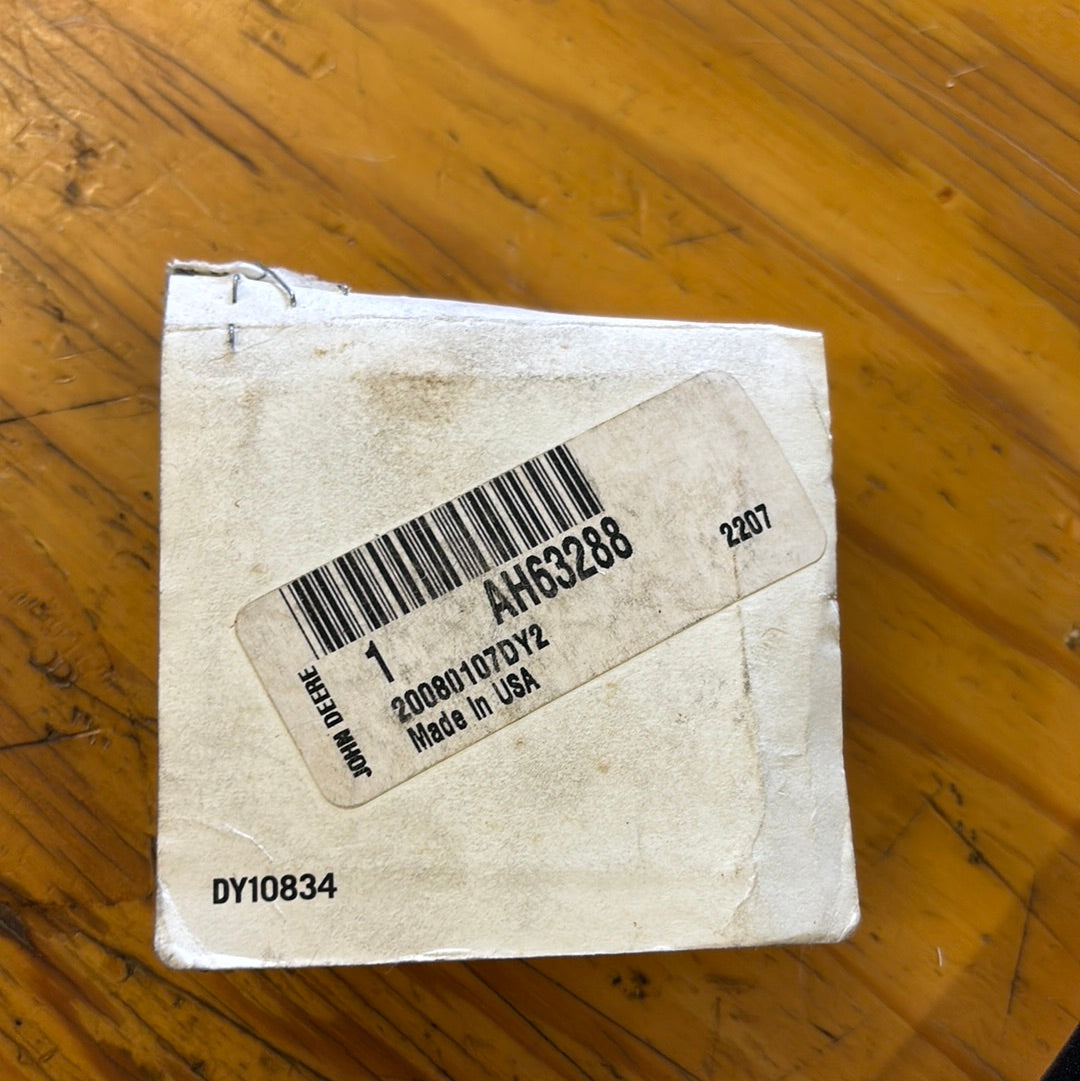 AH63288
2207
1
20080107DY2
Made In USA
JOHN DEERE
DY10834